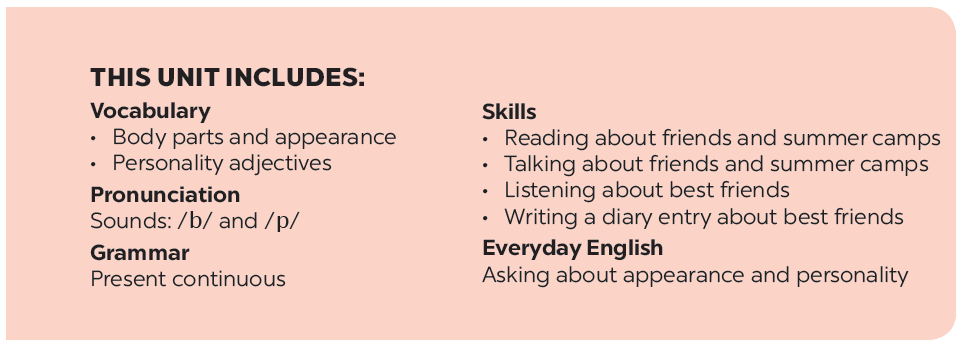 THIS UNIT INCLUDES:
Vocabulary
• Body parts and appearance
• Personality adjectives
Pronunciation
Sounds: /b/ and /p/
Grammar
Present continuous
Skills
• Reading about friends and summer camps
• Talking about friends and summer camps
• Listening about best friends
• Writing a diary entry about best friends
Everyday English
Asking about appearance and personality